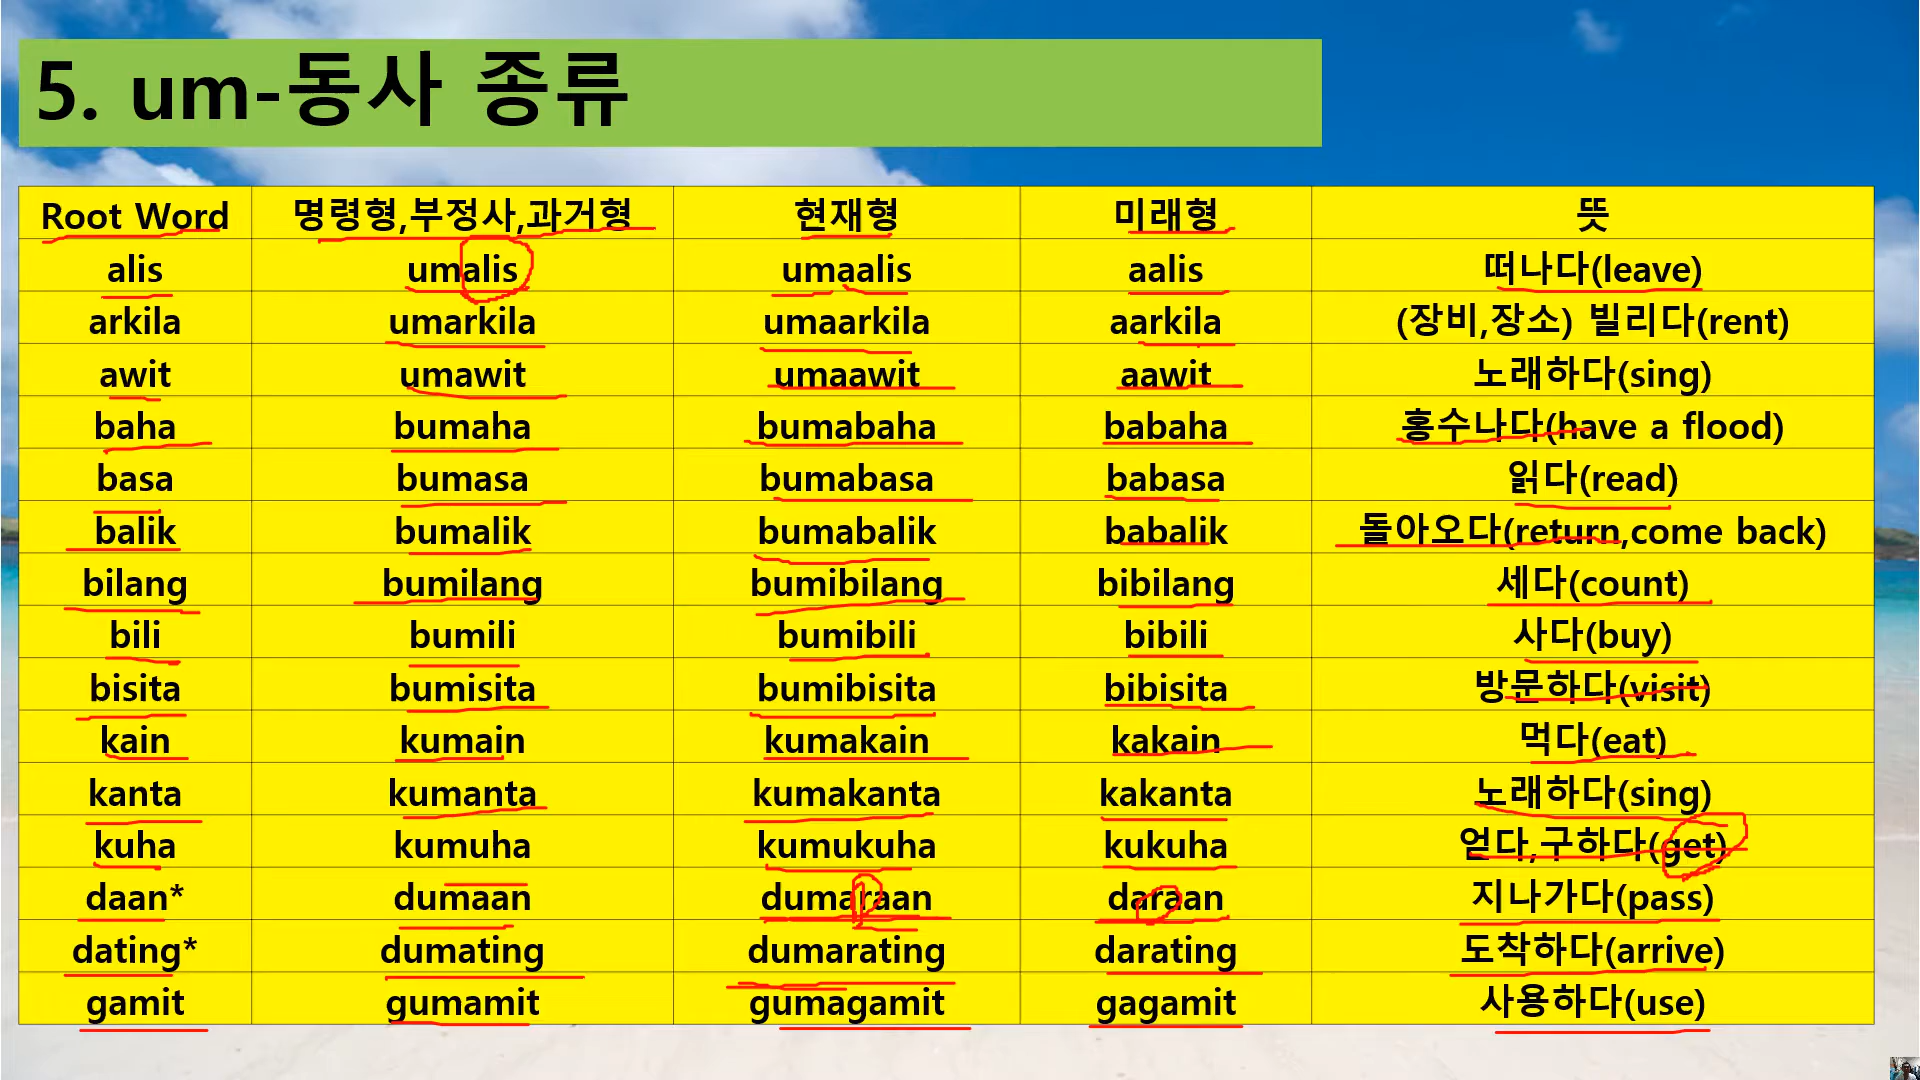 5. um-동사 종류
Root Word 명령형,부정사,과거형 현재형 미래형 뜻
alis umalis umaalis aalis 떠나다(leave)
arkila umarkila umaarkila aarkila (장비,장소) 빌리다(rent)
awit umawit umaawit aawit 노래하다(sing)
baha bumaha bumabaha babaha 홍수나다(have a flood)
basa bumasa bumabasa babasa 읽다(read)
balik bumalik bumabalik babalik 돌아오다(return,come back)
bilang bumilang bumibilang bibilang 세다(count)
bili bumili bumibili bibili 사다(buy)
bisita bumisita bumibisita bibisita 방문하다(visit)
kain kumain kumakain kakain 먹다(eat)
kanta kumanta kumakanta kakanta 노래하다(sing)
kuha kumuha kumukuha kukuha 얻다,구하다(get)
daan* dumaan dumaraan daraan 지나가다(pass)
dating* dumating dumarating darating 도착하다(arrive)
gamit gumamit gumagamit gagamit 사용하다(use)